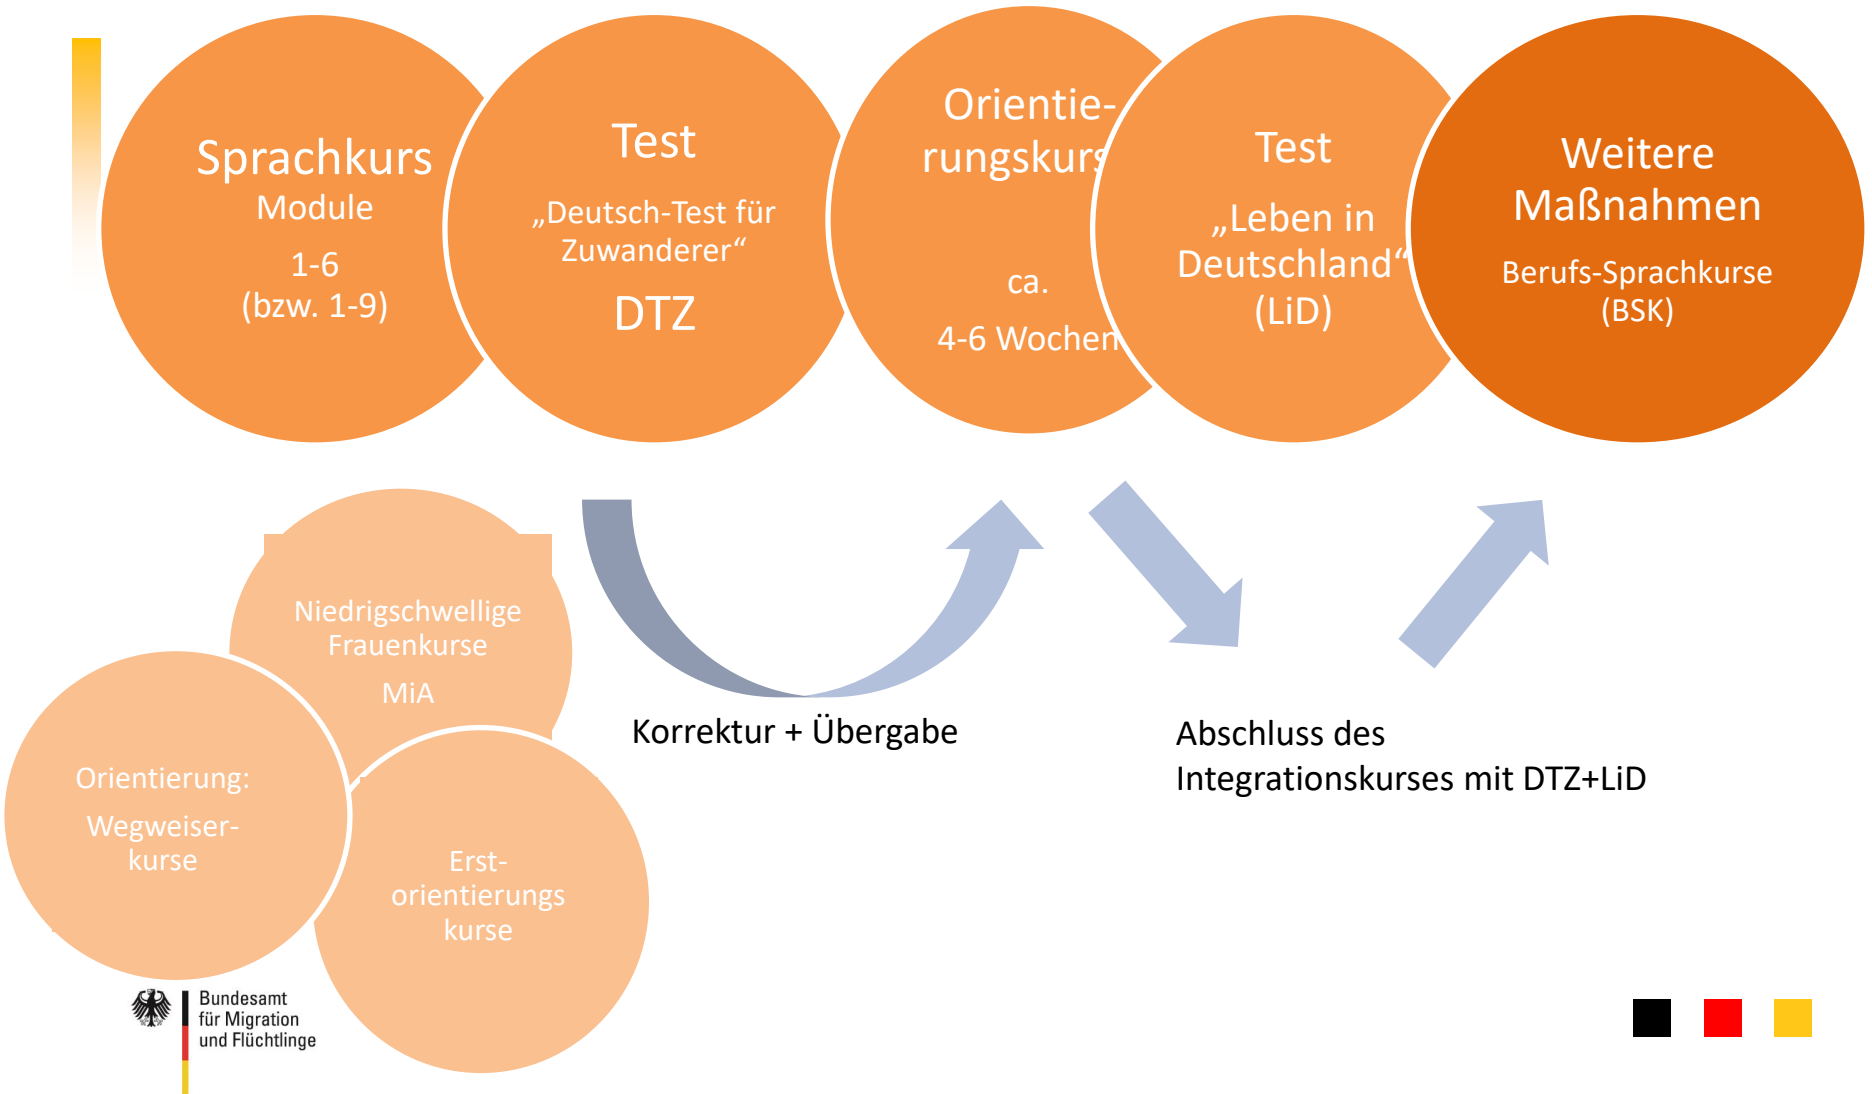 Sprachkurs
Module
1-6
(bzw. 1-9)
Test
„Deutsch-Test für
Zuwanderer“
DTZ
Orientie-
rungskurs
ca.
4-6 Wochen
Test
„Leben in
Deutschland“
(LiD)
Weitere
Maßnahmen
Berufs-Sprachkurse
(BSK)
Niedrigschwellige
Frauenkurse
MiA
Orientierung:
Wegweiser-
kurse
Erst-
orientierungs
kurse
Korrektur + Übergabe
Abschluss des
Integrationskurses mit DTZ+LiD
Bundesamt
für Migration
und Flüchtlinge